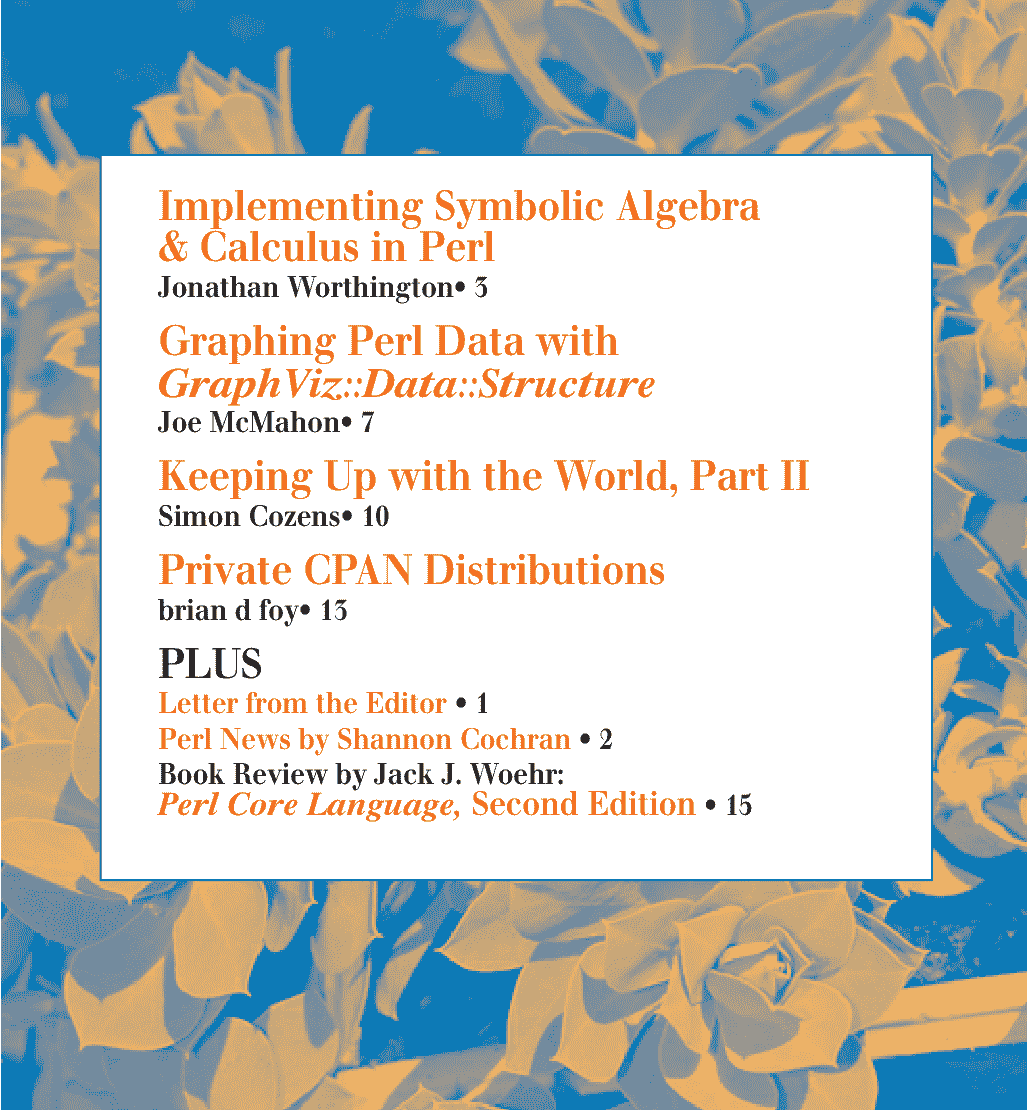 Implementing Symbolic Algebra
& Calculus in Perl
Jonathan Worthington• 3
Graphing Perl Data with
GraphViz::Data::Structure
Joe McMahon• 7
Keeping Up with the World, Part II
Simon Cozens• 10
Private CPAN Distributions
brian d foy• 13
PLUS
Letter from the Editor • 1
Perl News by Shannon Cochran • 2
Book Review by Jack J. Woehr:
Perl Core Language, Second Edition • 15